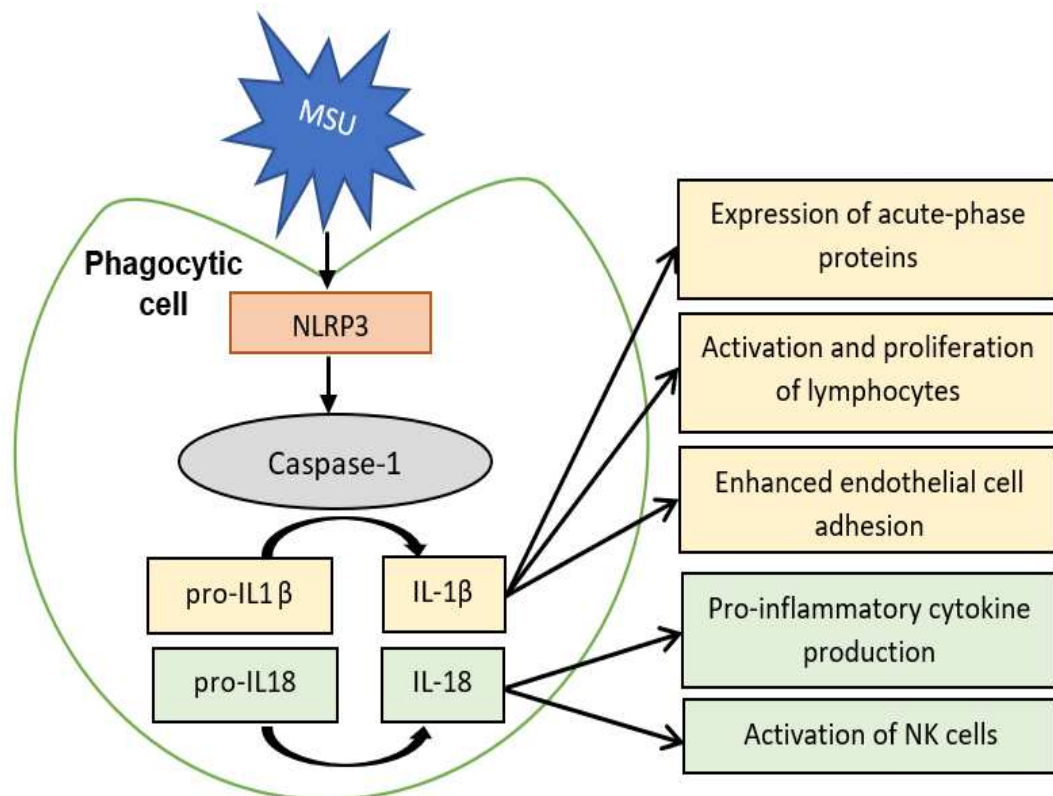 MSU
Phagocytic
cell
NLRP3
Caspase-1
pro-IL1β
IL-1β
pro-IL18
IL-18
Expression of acute-phase
proteins
Activation and proliferation
of lymphocytes
Enhanced endothelial cell
adhesion
Pro-inflammatory cytokine
production
Activation of NK cells